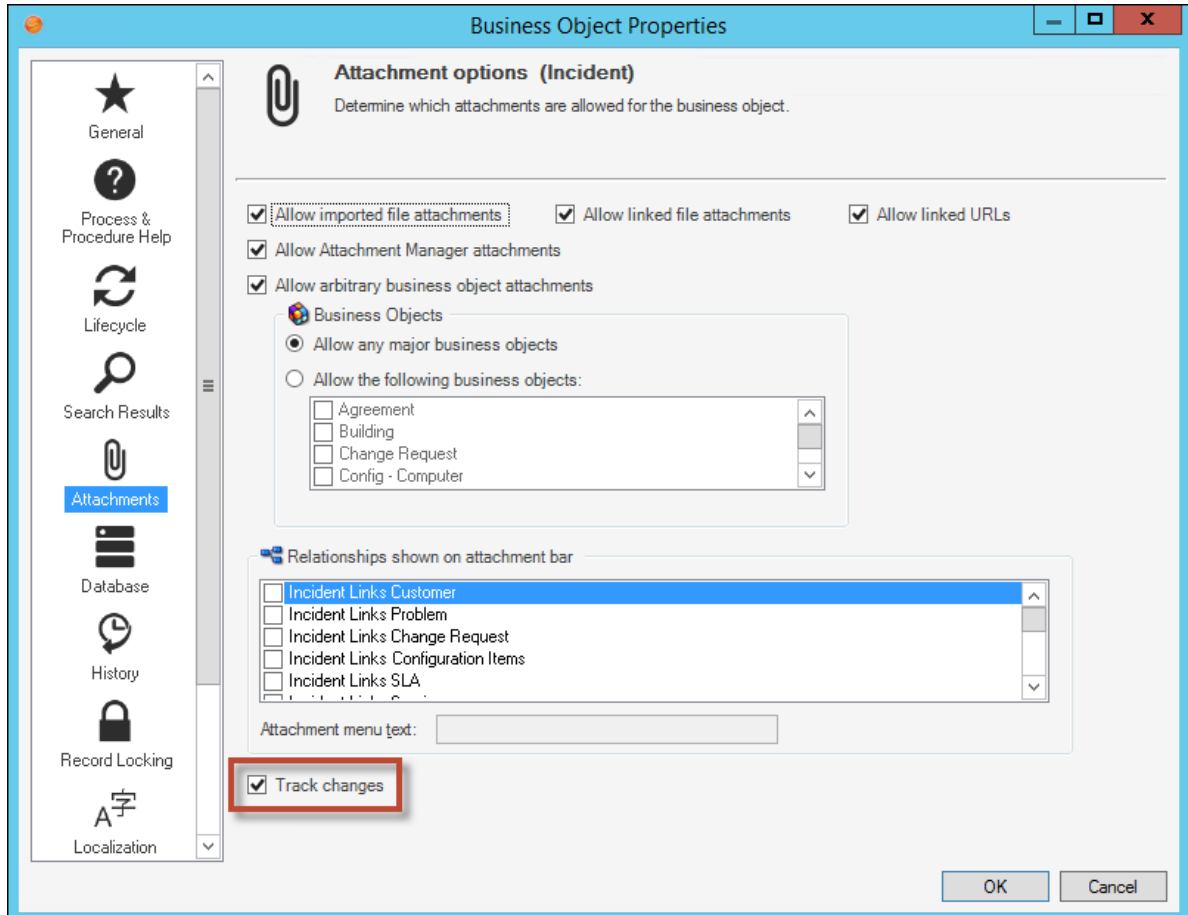 Business Object Properties
General
Process &
Procedure Help
Lifecycle
Search Results
Attachments
Database
History
Record Locking
A字
Localization
Attachment options (Incident)
Determine which attachments are allowed for the business object.
Allow imported file attachments
Allow linked file attachments
Allow linked URLs
Allow Attachment Manager attachments
Allow arbitrary business object attachments
Business Objects
Allow any major business objects
Allow the following business objects:
Agreement
Building
Change Request
Config - Computer
Relationships shown on attachment bar
Incident Links Customer
Incident Links Problem
Incident Links Change Request
Incident Links Configuration Items
Incident Links SLA
Attachment menu text:
Track changes
OK
Cancel